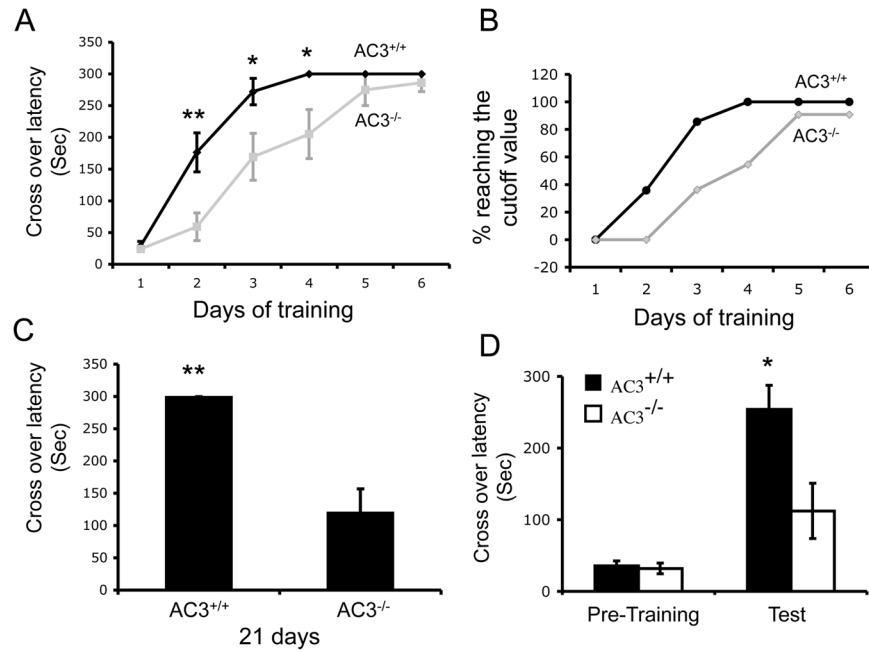 A
350
300
250
200
150
100
50
0
Cross over latency
(Sec)
** * *
AC3+/+
AC3-/-
1 2 3 4 5 6
Days of training
B
120
100
80
60
40
20
0
-20
% reaching the
cutoff value
AC3+/+
AC3-/-
1 2 3 4 5 6
Days of training
C
350
300
250
200
150
100
50
0
Cross over latency
(Sec)
**
AC3+/+ AC3-/-
21 days
D
300
200
100
0
Cross over latency
(Sec)
AC3+/+
AC3-/-
*
Pre-Training Test